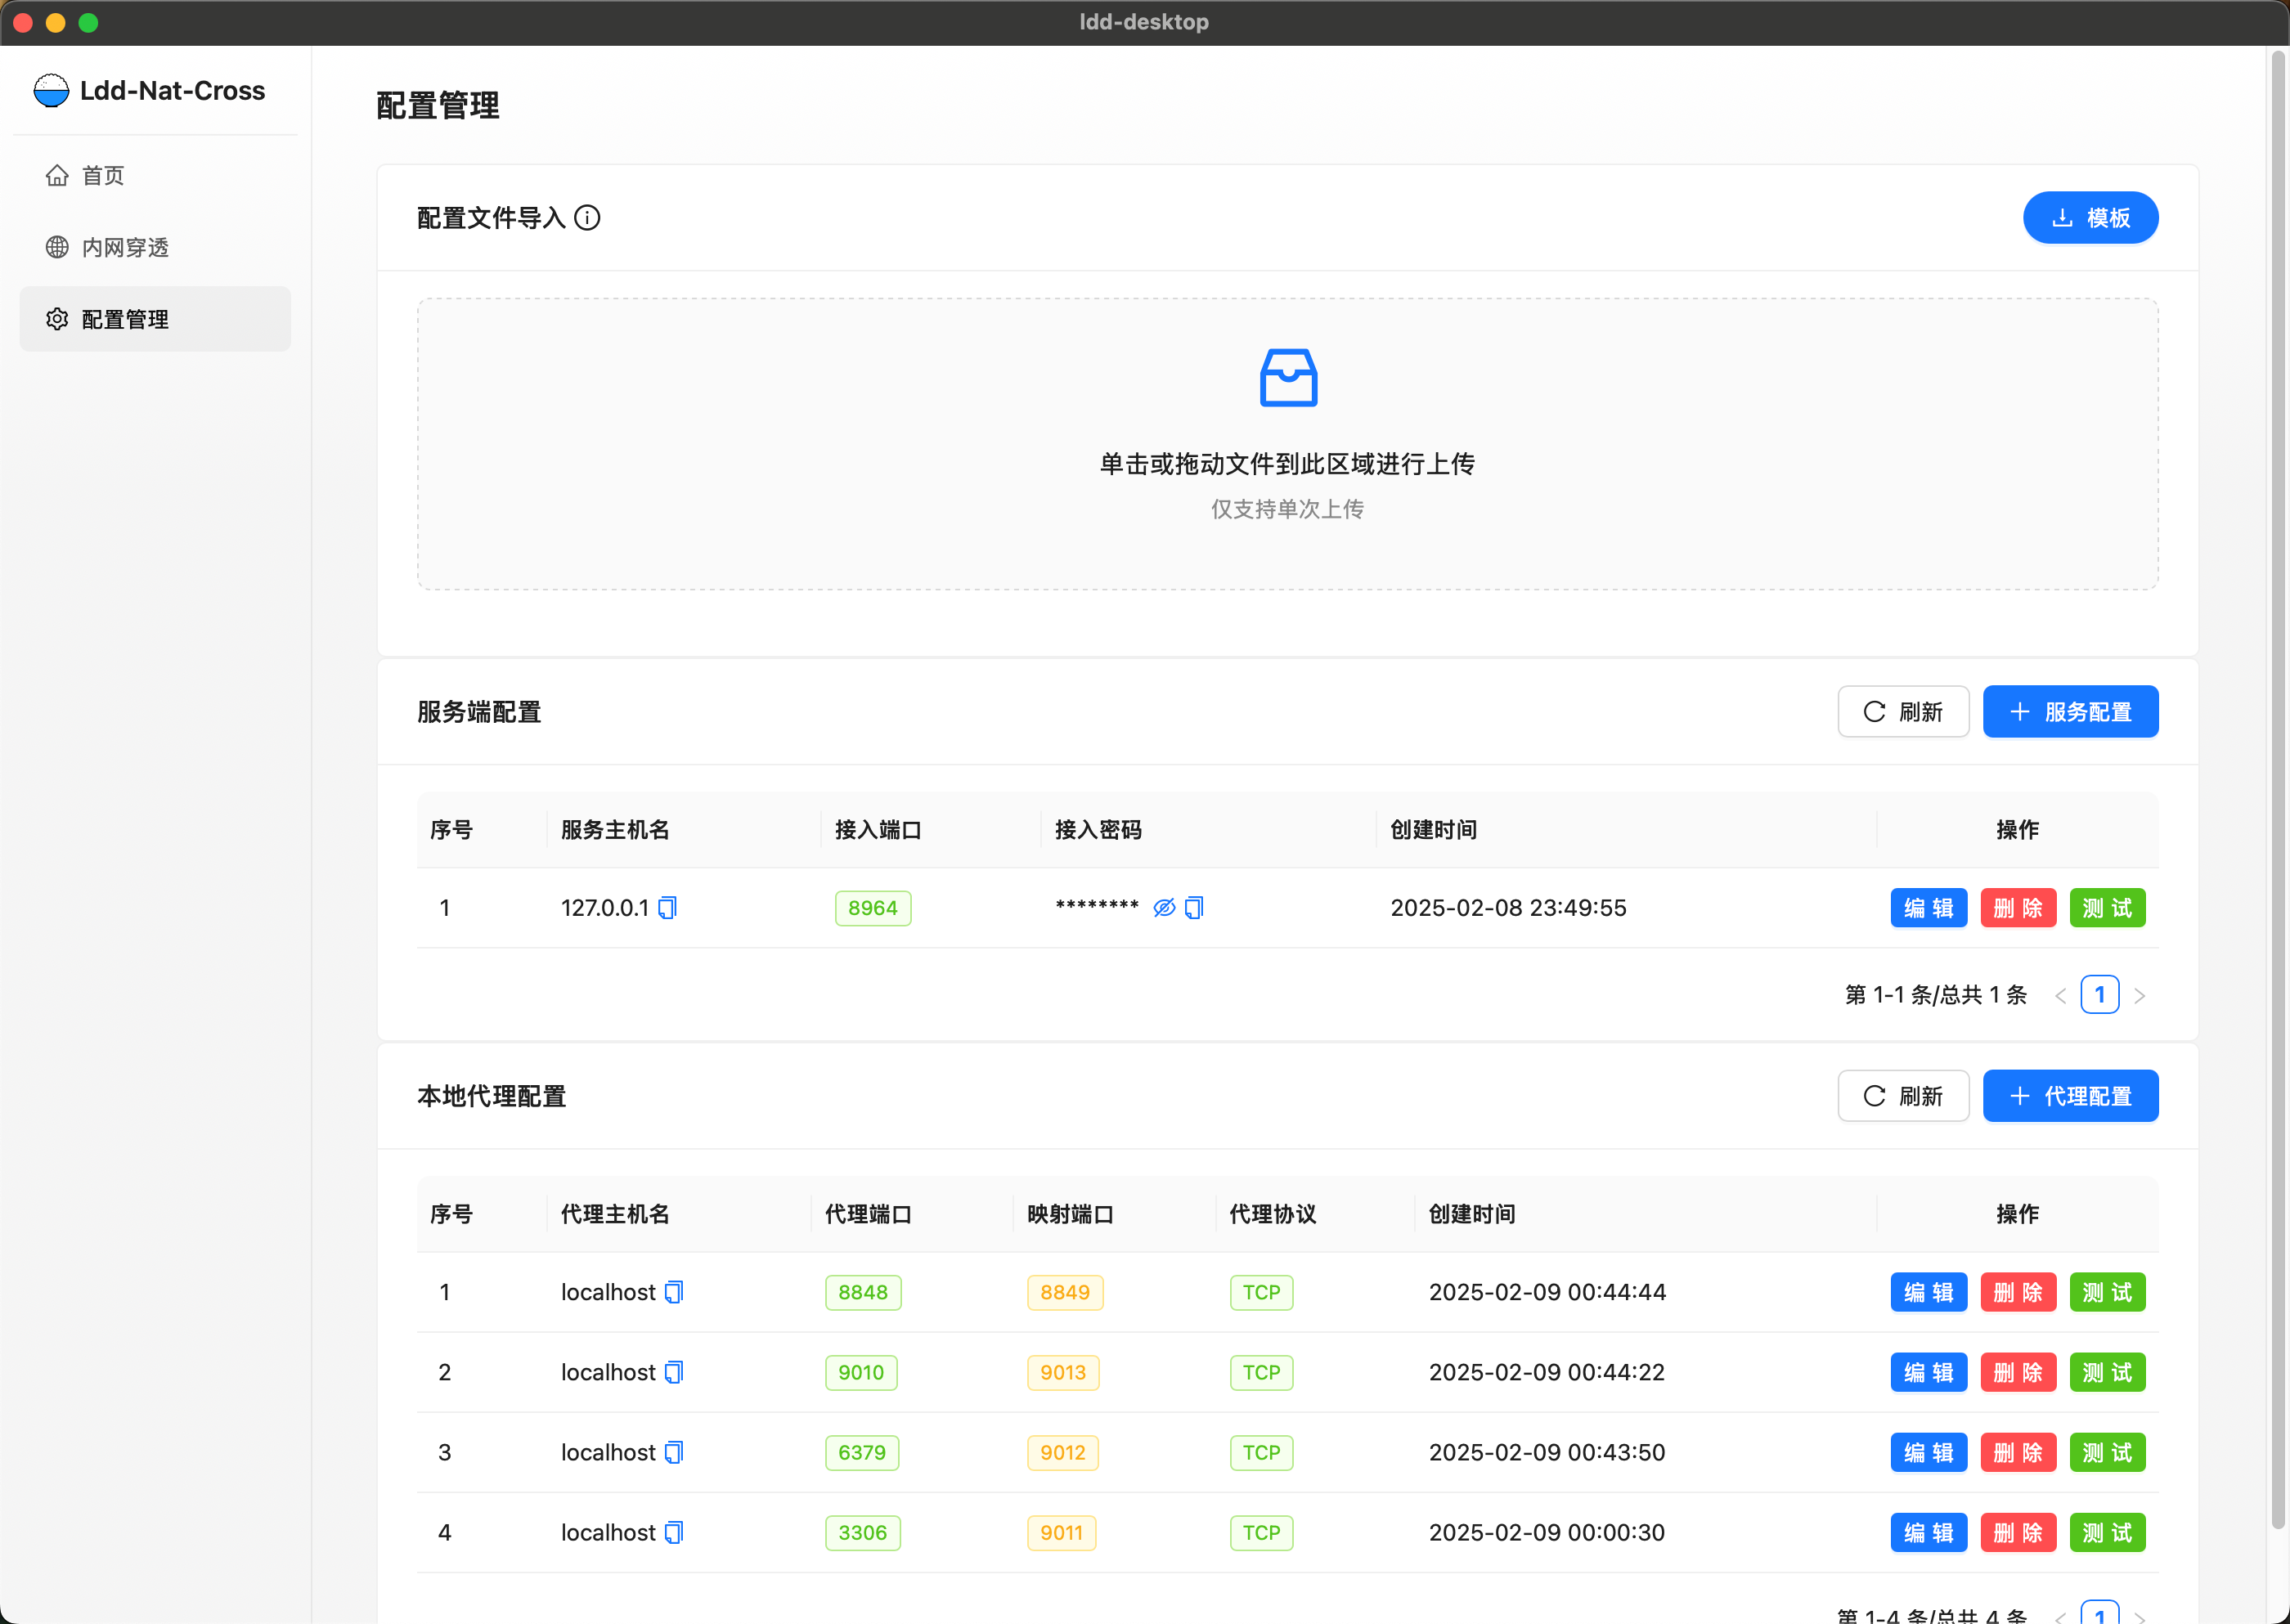 ldd-desktop
Ldd-Nat-Cross
首页
内网穿透
配置管理
配置管理
配置文件导入
模板
单击或拖动文件到此区域进行上传
仅支持单次上传
服务端配置
刷新
服务配置
序号 服务主机名 接入端口 接入密码 创建时间 操作
1 127.0.0.1 8964 ******** 2025-02-08 23:49:55 编辑 删除 测试
第 1-1 条/总共 1 条 < 1 >
本地代理配置
刷新
代理配置
序号 代理主机名 代理端口 映射端口 代理协议 创建时间 操作
1 localhost 8848 8849 TCP 2025-02-09 00:44:44 编辑 删除 测试
2 localhost 9010 9013 TCP 2025-02-09 00:44:22 编辑 删除 测试
3 localhost 6379 9012 TCP 2025-02-09 00:43:50 编辑 删除 测试
4 localhost 3306 9011 TCP 2025-02-09 00:00:30 编辑 删除 测试
第 1-4 条/总共 4 条 < 1 >